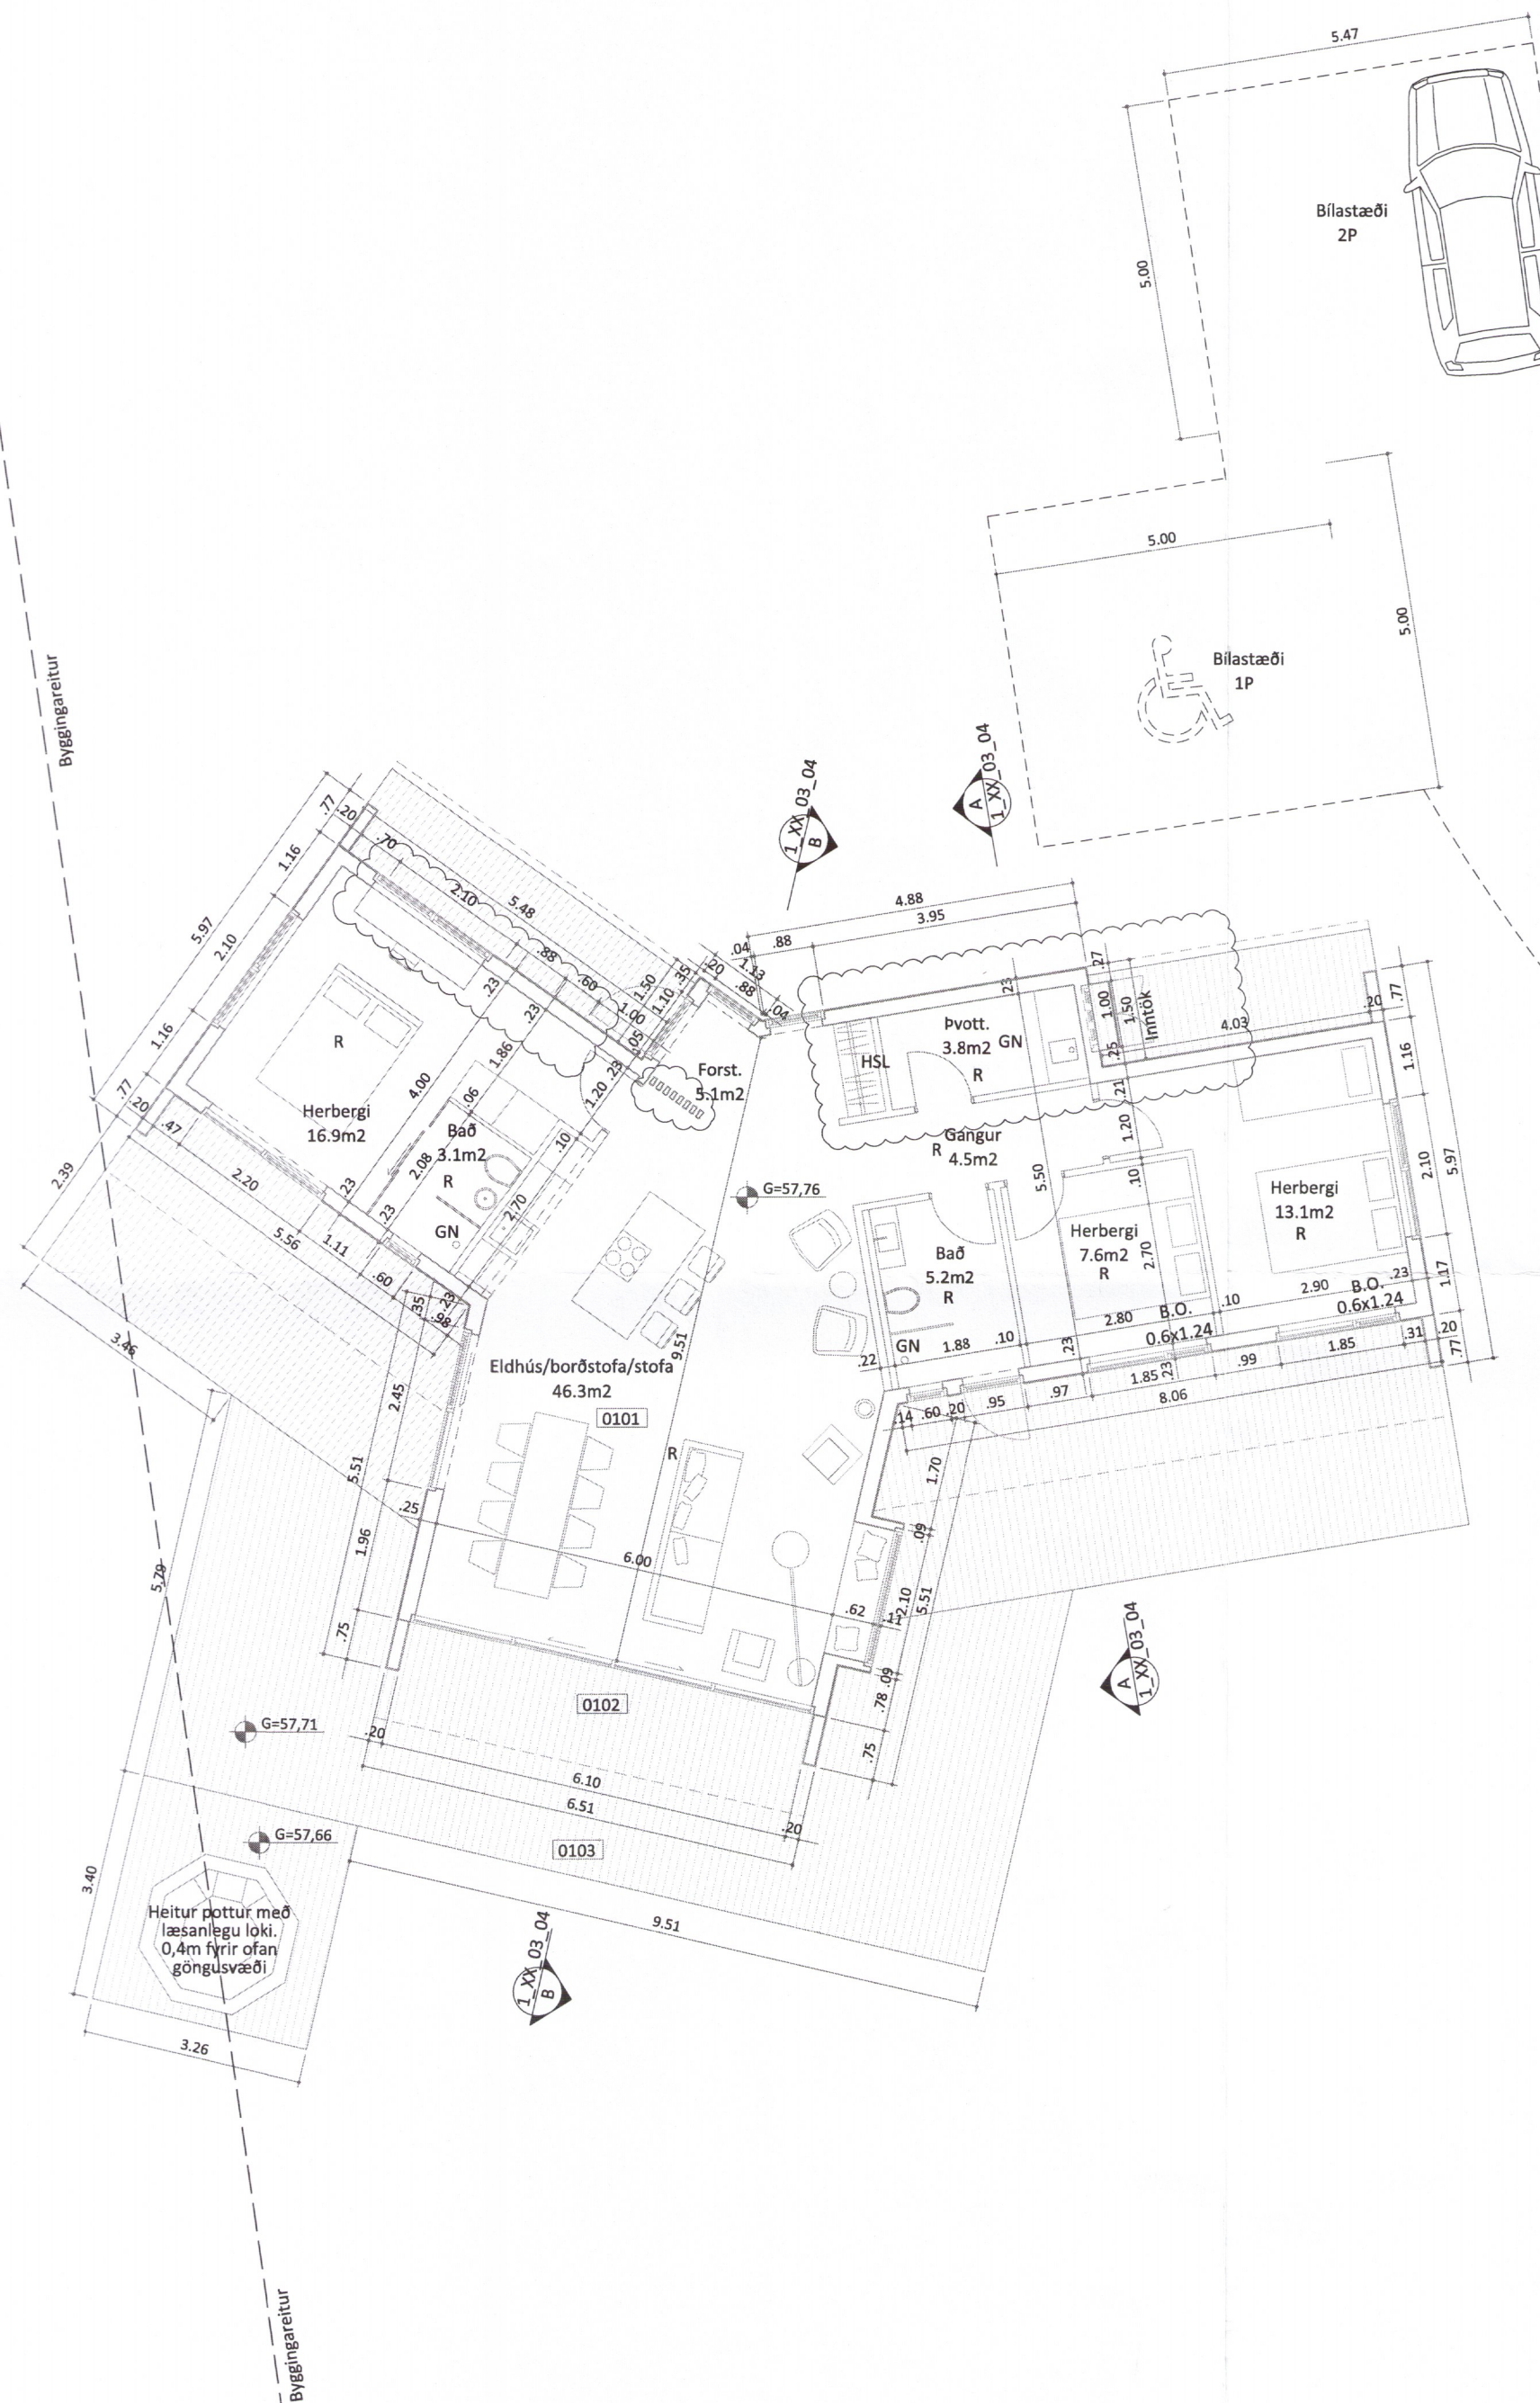 5.47
5.00
Bílastæði
2P
5.00
5.00
Bílastæði
1P
Byggingareitur
1_XX_03_04
B
1_XX_03_04
A
.77
.20
1.16
5.97
2.10
1.16
.77
.20
.70
2.10
5.48
.88
.60
1.50
.35
.20
1.13
.88
.04
1.00
1.10
.05
.23
.23
.23
1.20
1.86
4.00
.06
2.08
.10
2.70
R
Herbergi
16.9m2
Bað
3.1m2
R
GN
.47
2.20
.23
.23
5.56
1.11
.60
.35
.23
.98
2.39
3.46
4.88
3.95
.04
.88
.27
.23
1.00
1.50
Inntök
.25
.21
4.03
.20
.77
1.16
2.10
5.97
1.17
.20
.77
HSL
Þvott.
3.8m2
GN
R
Forst.
5.1m2
Gangur
R
4.5m2
1.20
.10
5.50
G=57,76
Herbergi
13.1m2
R
Herbergi
7.6m2
R
2.70
Bað
5.2m2
R
GN
1.88
.10
.22
2.80
B.O.
0.6x1.24
.10
2.90
B.O.
0.6x1.24
.23
.23
.23
.14
.60
.20
.95
.97
1.85
.99
1.85
.31
8.06
9.51
Eldhús/borðstofa/stofa
46.3m2
0101
R
2.45
5.51
.25
1.96
.75
6.00
.62
.11
1.70
.09
2.10
5.51
.09
.78
.75
5.79
0102
G=57,71
.20
6.10
6.51
.20
G=57,66
0103
3.40
Heitur pottur með
læsanlegu loki.
0,4m fyrir ofan
göngusvæði
3.26
9.51
1_XX_03_04
A
1_XX_03_04
B
Byggingareitur